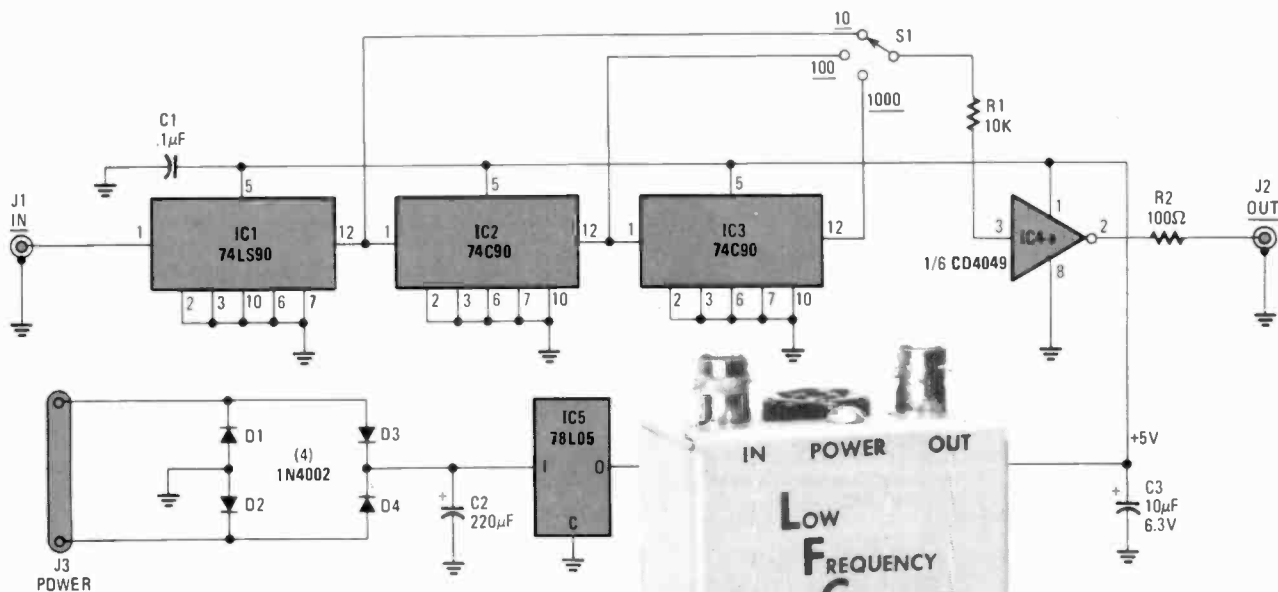 10
S1
100
1000
C1
.1µF
R1
10K
J1
IN
5
5
5
1
IC1
74LS90
12
1
IC2
74C90
12
1
IC3
74C90
12
3
1
IC4-a
2
8
1/6 CD4049
R2
100Ω
J2
OUT
2 3 10 6 7
2 3 6 7 10
2 3 6 7 10
J3
POWER
D1
D2
(4)
1N4002
D3
D4
+
C2
220µF
IC5
78L05
I O
C
IN POWER OUT
LOW
FREQUENCY
+5V
+
C3
10µF
6.3V